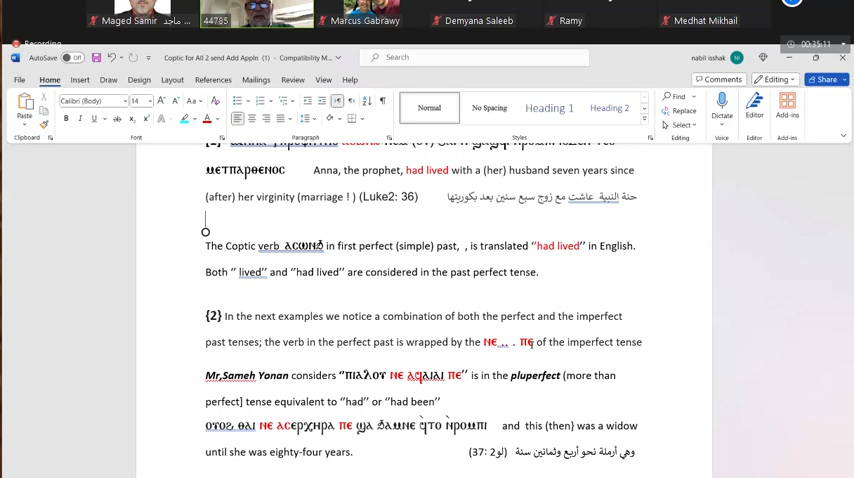 Maged Samir ماجد ...
44785
Marcus Gabrawy
Demyana Saleeb
Ramy
Medhat Mikhail
Recording
00:35:11
AutoSave Off
Coptic for All 2 send Add Appln (1) - Compatibility M...
Search
nabil isshak NI
File Home Insert Draw Design Layout References Mailings Review View Help
Comments Editing Share
Paste
Calibri (Body) 14
Normal
No Spacing
Heading 1
Heading 2
Find
Replace
Select
Dictate
Editor
Add-ins
Clipboard Font Paragraph Styles Editing Voice Editor Add-ins
ⲙⲉⲧⲡⲁⲣⲑⲉⲛⲟⲥ Anna, the prophet, had lived with a (her) husband seven years since
(after) her virginity (marriage ! ) (Luke2: 36) حنة النبية عاشت مع زوج سبع سنين بعد بكوريتها
The Coptic verb ⲁⲥⲱⲛϧ in first perfect (simple) past, , is translated ‘’had lived’’ in English.
Both ‘’ lived’’ and ‘’had lived’’ are considered in the past perfect tense.
{2} In the next examples we notice a combination of both the perfect and the imperfect
past tenses; the verb in the perfect past is wrapped by the ⲛⲉ .. . ⲡⲉ of the imperfect tense
Mr,Sameh Yonan considers ‘’ⲡⲓⲁⲗⲟⲩ ⲛⲉ ⲁϥⲁⲓⲁⲓ ⲡⲉ’’ is in the pluperfect (more than
perfect] tense equivalent to ‘’had’’ or ‘’had been’’
ⲟⲩⲟϩ ⲑⲁⲓ ⲛⲉ ⲁⲥⲉⲣⲭⲏⲣⲁ ⲡⲉ ϣⲁ ϧⲁⲙⲛⲉ ̀ϥⲧⲟ ̀ⲛⲣⲟⲙⲡⲓ and this (then} was a widow
until she was eighty-four years. (لو2 :37) وهي أرملة نحو أربع وثمانين سنة